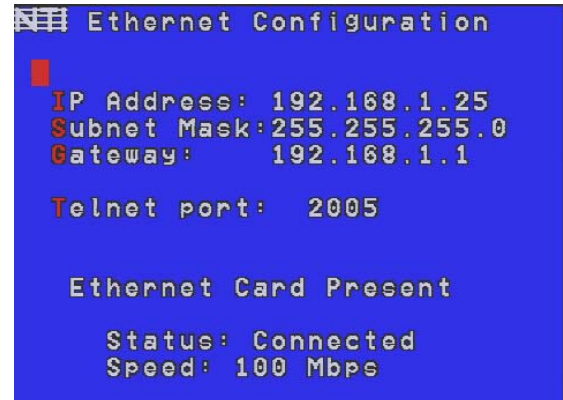 Ethernet Configuration
IP Address: 192.168.1.25
Subnet Mask:255.255.255.0
Gateway: 192.168.1.1
Telnet port: 2005
Ethernet Card Present
Status: Connected
Speed: 100 Mbps